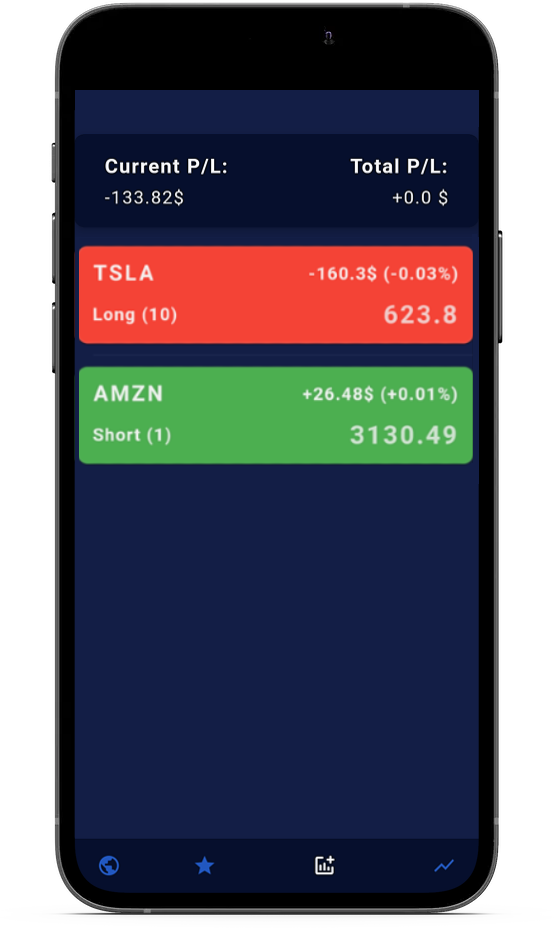 Current P/L: Total P/L:
-133.82$ +0.0 $
TSLA -160.3$ (-0.03%)
Long (10) 623.8
AMZN +26.48$ (+0.01%)
Short (1) 3130.49